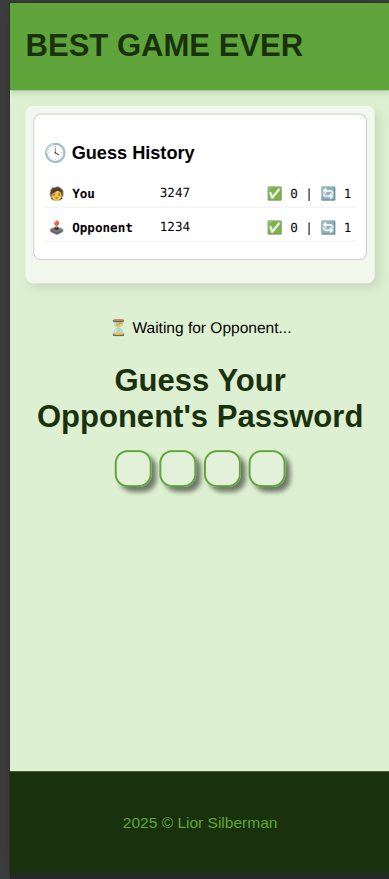 BEST GAME EVER
🕓 Guess History
🧑 You 3247 ✅ 0 | 🔄 1
🕹️ Opponent 1234 ✅ 0 | 🔄 1
⏳ Waiting for Opponent...
Guess Your
Opponent's Password
2025 © Lior Silberman